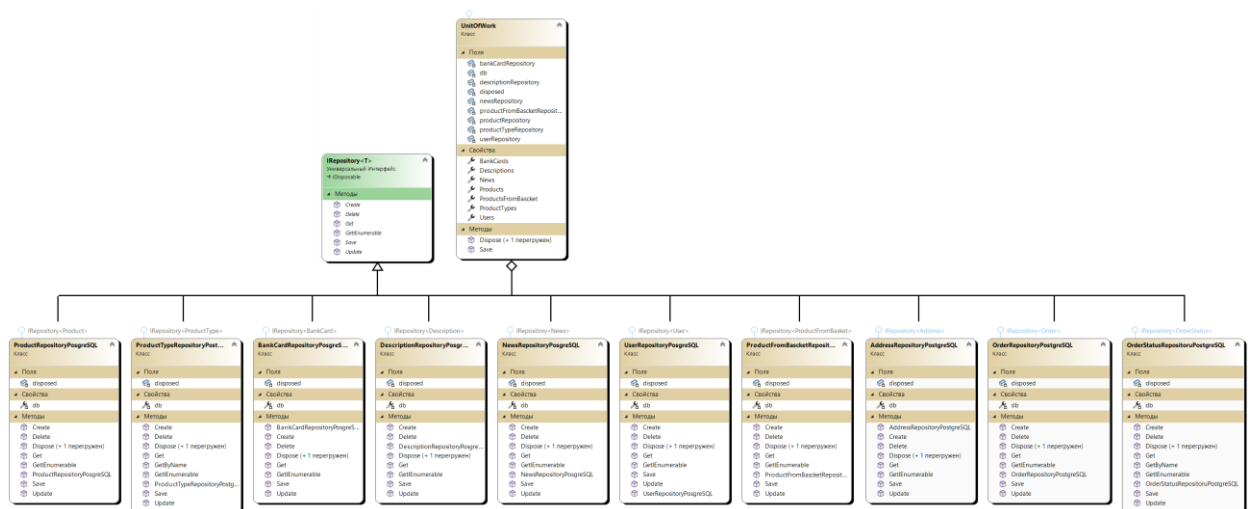 UnitOfWork
Класс
Поля
bankCardRepository
db
descriptionRepository
disposed
newsRepository
productFromBascketReposit...
productRepository
productTypeRepository
userRepository
Свойства
BankCards
Descriptions
News
Products
ProductsFromBascket
ProductTypes
Users
Методы
Dispose (+ 1 перегружен)
Save
IRepository<T>
Универсальный Интерфейс
→ IDisposable
Методы
Create
Delete
Get
GetEnumerable
Save
Update
IRepository<Product>
ProductRepositoryPosgreSQL
Класс
Поля
disposed
Свойства
db
Методы
Create
Delete
Dispose (+ 1 перегружен)
Get
GetEnumerable
ProductRepositoryPosgreSQL
Save
Update
IRepository<ProductType>
ProductTypeRepositoryPost...
Класс
Поля
disposed
Свойства
db
Методы
Create
Delete
Dispose (+ 1 перегружен)
Get
GetByName
GetEnumerable
ProductTypeRepositoryPostg...
Save
Update
IRepository<BankCard>
BankCardRepositoryPosgreS...
Класс
Поля
disposed
Свойства
db
Методы
BankCardRepositoryPosgreS...
Create
Delete
Dispose (+ 1 перегружен)
Get
GetEnumerable
Save
Update
IRepository<Description>
DescriptionRepositoryPosgr...
Класс
Поля
disposed
Свойства
db
Методы
Create
Delete
DescriptionRepositoryPosgre...
Dispose (+ 1 перегружен)
Get
GetEnumerable
Save
Update
IRepository<News>
NewsRepositoryPosgreSQL
Класс
Поля
disposed
Свойства
db
Методы
Create
Delete
Dispose (+ 1 перегружен)
Get
GetEnumerable
NewsRepositoryPosgreSQL
Save
Update
IRepository<User>
UserRepositoryPosgreSQL
Класс
Поля
disposed
Свойства
db
Методы
Create
Delete
Dispose (+ 1 перегружен)
Get
GetEnumerable
Save
Update
UserRepositoryPosgreSQL
IRepository<ProductFromBasket>
ProductFromBascketReposit...
Класс
Поля
disposed
Свойства
db
Методы
Create
Delete
Dispose (+ 1 перегружен)
Get
GetEnumerable
ProductFromBascketReposit...
Save
Update
IRepository<Address>
AddressRepositoryPostgreSQL
Класс
Поля
disposed
Свойства
db
Методы
AddressRepositoryPostgreSQL
Create
Delete
Dispose (+ 1 перегружен)
Get
GetEnumerable
Save
Update
IRepository<Order>
OrderRepositoryPostgreSQL
Класс
Поля
disposed
Свойства
db
Методы
Create
Delete
Dispose (+ 1 перегружен)
Get
GetEnumerable
OrderRepositoryPostgreSQL
Save
Update
IRepository<OrderStatus>
OrderStatusRepositoruPostgreSQL
Класс
Поля
disposed
Свойства
db
Методы
Create
Delete
Dispose (+ 1 перегружен)
Get
GetByName
GetEnumerable
OrderStatusRepositoruPostgreSQL
Save
Update